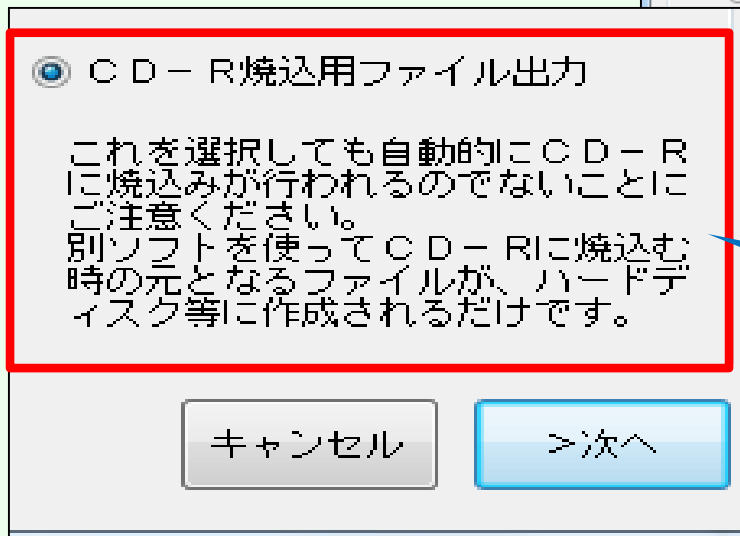 ＣＤ－Ｒ焼込用ファイル出力
これを選択しても自動的にＣＤ－Ｒ
に焼込みが行われるのでないことに
ご注意ください。
別ソフトを使ってＣＤ－Ｒに焼込む
時の元となるファイルが、ハードデ
ィスク等に作成されるだけです。
キャンセル
>次へ